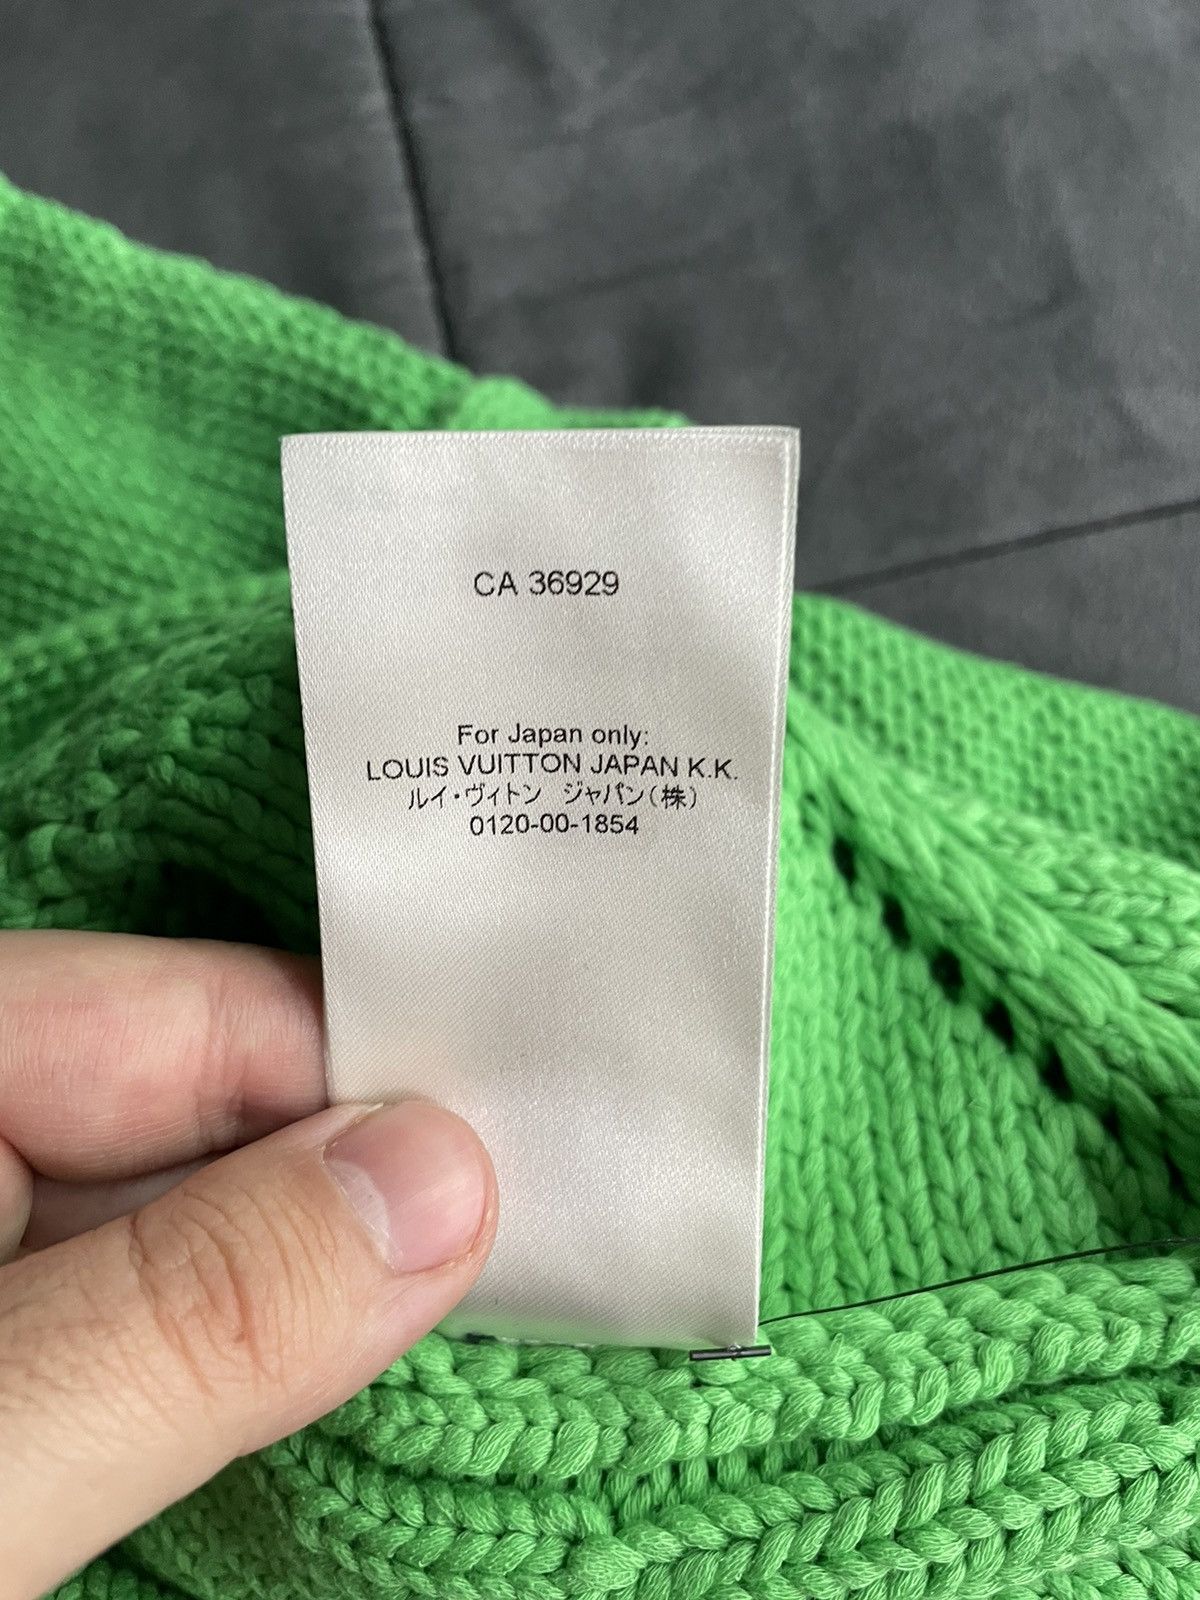 CA 36929
For Japan only:
LOUIS VUITTON JAPAN K.K.
ルイ・ヴィトン ジャパン(株)
0120-00-1854